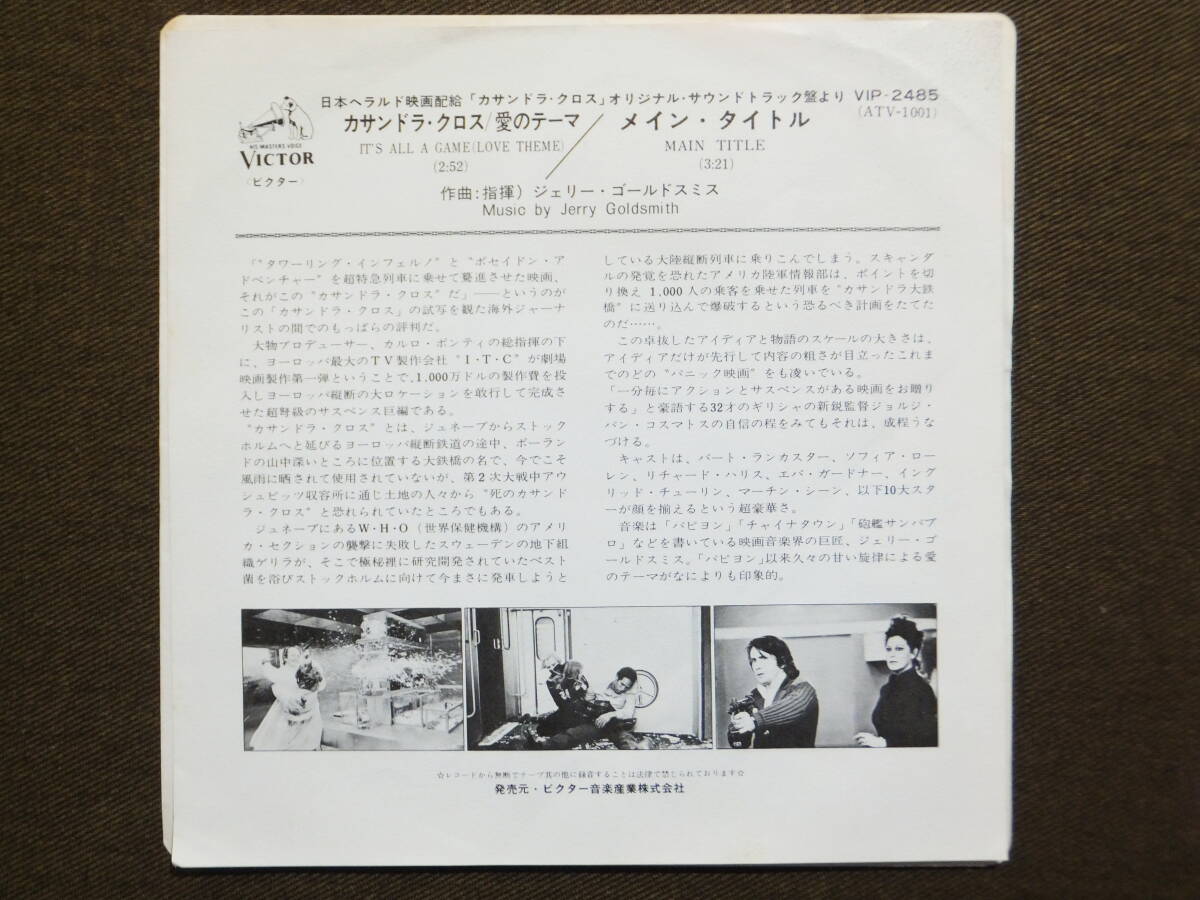 日本ヘラルド映画配給「カサンドラ・クロス」オリジナル・サウンドトラック盤より VIP-2485
(ATV-1001)
カサンドラ・クロス/愛のテーマ／メイン・タイトル
IT'S ALL A GAME(LOVE THEME)
MAIN TITLE
(2:52)
(3:21)
HIS MASTER'S VOICE
VICTOR
〈ビクター〉
作曲:指揮）ジェリー・ゴールドスミス
Music by Jerry Goldsmith
「"タワーリング・インフェルノ"と"ポセイドン・ア
ドベンチャー"を超特急列車に乗せて驀進させた映画、
それがこの"カサンドラ・クロス"だ」――というのが
この「カサンドラ・クロス」の試写を観た海外ジャーナ
リストの間でのもっぱらの評判だ。
大物プロデューサー、カルロ・ポンティの総指揮の下
に、ヨーロッパ最大のTV製作会社"I・T・C"が劇場
映画製作第一弾ということで、1,000万ドルの製作費を投
入しヨーロッパ縦断の大ロケーションを敢行して完成さ
せた超弩級のサスペンス巨編である。
"カサンドラ・クロス"とは、ジュネーブからストック
ホルムへと延びるヨーロッパ縦断鉄道の途中、ポーラン
ドの山中深いところに位置する大鉄橋の名で、今でこそ
風雨に晒されて使用されていないが、第2次大戦中アウ
シュビッツ収容所に通じ土地の人々から"死のカサンド
ラ・クロス"と恐れられていたところでもある。
ジュネーブにあるW・H・O（世界保健機構）のアメリ
カ・セクションの襲撃に失敗したスウェーデンの地下組
織ゲリラが、そこで極秘裡に研究開発されていたペスト
菌を浴びストックホルムに向けて今まさに発車しようと
している大陸縦断列車に乗りこんでしまう。スキャンダ
ルの発覚を恐れたアメリカ陸軍情報部は、ポイントを切
り換え 1,000 人の乗客を乗せた列車を"カサンドラ大鉄
橋"に送り込んで爆破するという恐るべき計画をたてた
のだ……。
この卓抜したアイディアと物語のスケールの大きさは、
アイディアだけが先行して内容の粗さが目立ったこれま
でのどの"パニック映画"をも凌いでいる。
「一分毎にアクションとサスペンスがある映画をお贈り
する」と豪語する32才のギリシャの新鋭監督ジョルジ・
パン・コスマトスの自信の程をみてもそれは、成程うな
づける。
キャストは、バート・ランカスター、ソフィア・ロー
レン、リチャード・ハリス、エバ・ガードナー、イング
リッド・チューリン、マーチン・シーン、以下10大スタ
ーが顔を揃えるという超豪華さ。
音楽は「パピヨン」「チャイナタウン」「砲艦サンパブ
ロ」などを書いている映画音楽界の巨匠、ジェリー・ゴ
ールドスミス。「パピヨン」以来久々の甘い旋律による愛
のテーマがなによりも印象的。
☆レコードから無断でテープ其の他に録音することは法律で禁じられております☆
発売元・ビクター音楽産業株式会社